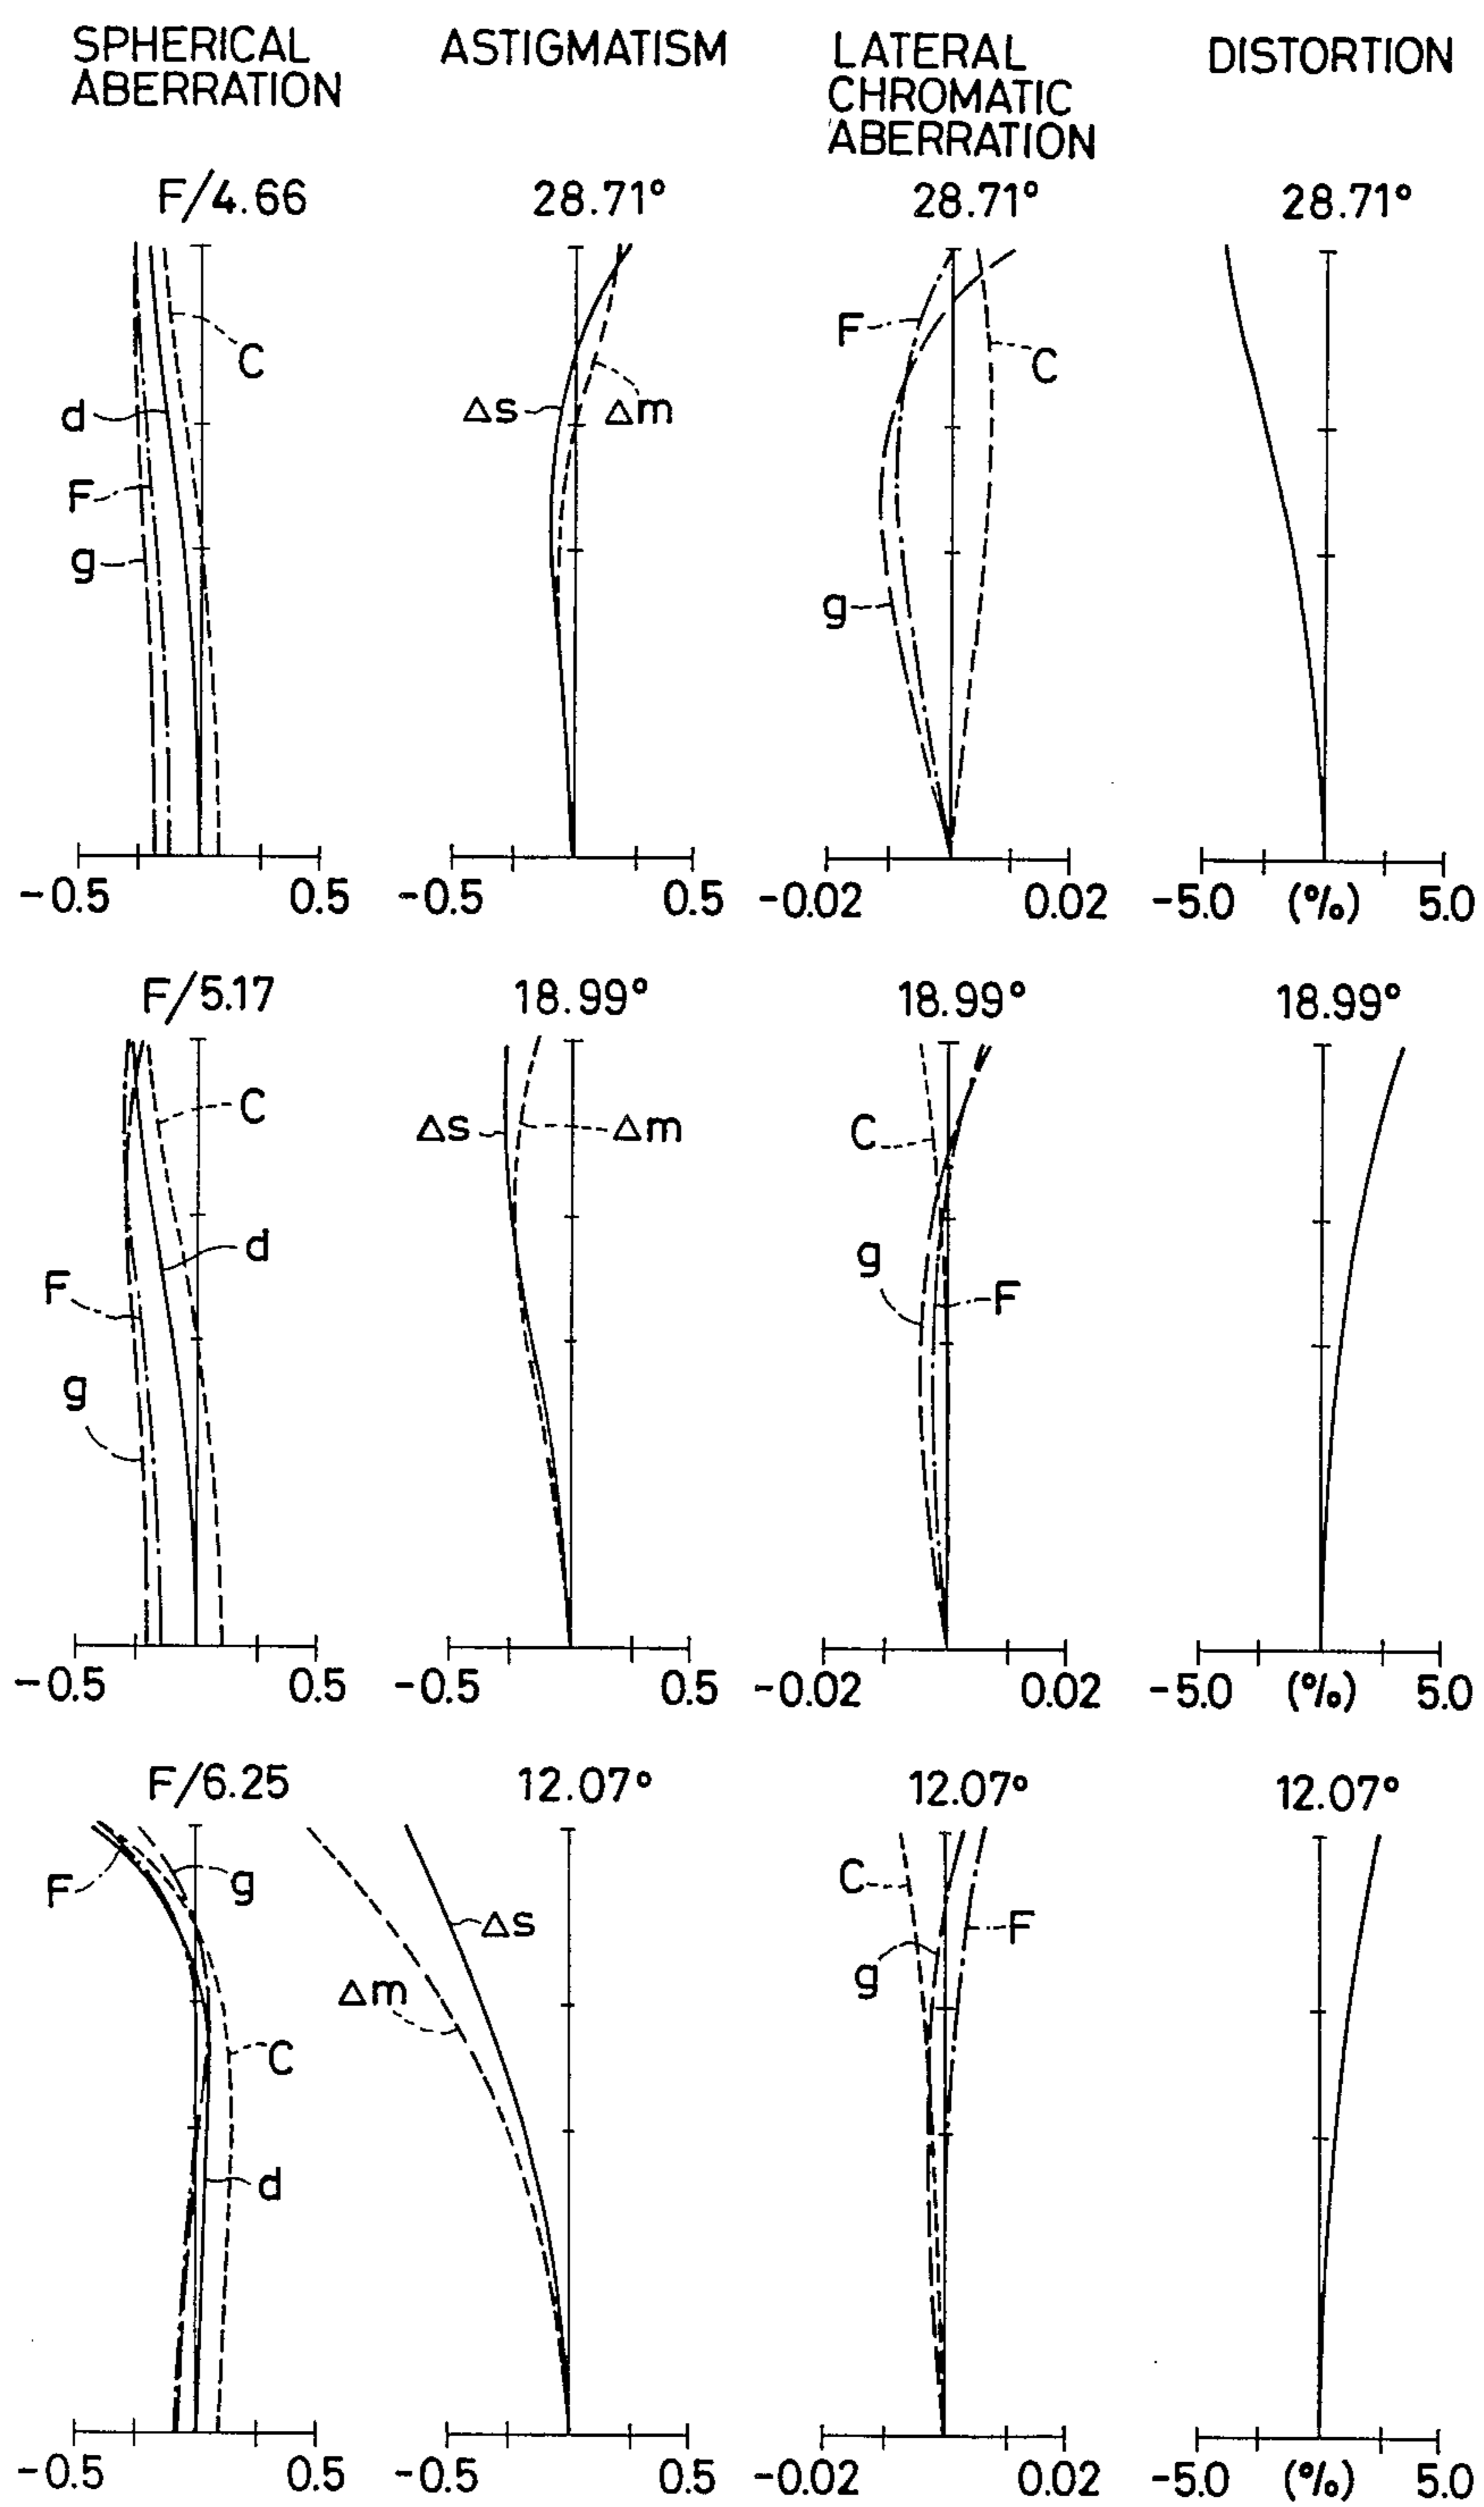 SPHERICAL
ABERRATION
ASTIGMATISM
LATERAL
CHROMATIC
ABERRATION
DISTORTION
F/4.66
28.71°
28.71°
28.71°
C
d
F
g
Δs
Δm
F
C
g
-0.5
0.5
-0.5
0.5
-0.02
0.02
-5.0
(%)
5.0
F/5.17
18.99°
18.99°
18.99°
C
d
F
g
Δs
Δm
C
g
F
-0.5
0.5
-0.5
0.5
-0.02
0.02
-5.0
(%)
5.0
F/6.25
12.07°
12.07°
12.07°
F
g
C
d
Δs
Δm
C
F
g
-0.5
0.5
-0.5
0.5
-0.02
0.02
-5.0
(%)
5.0